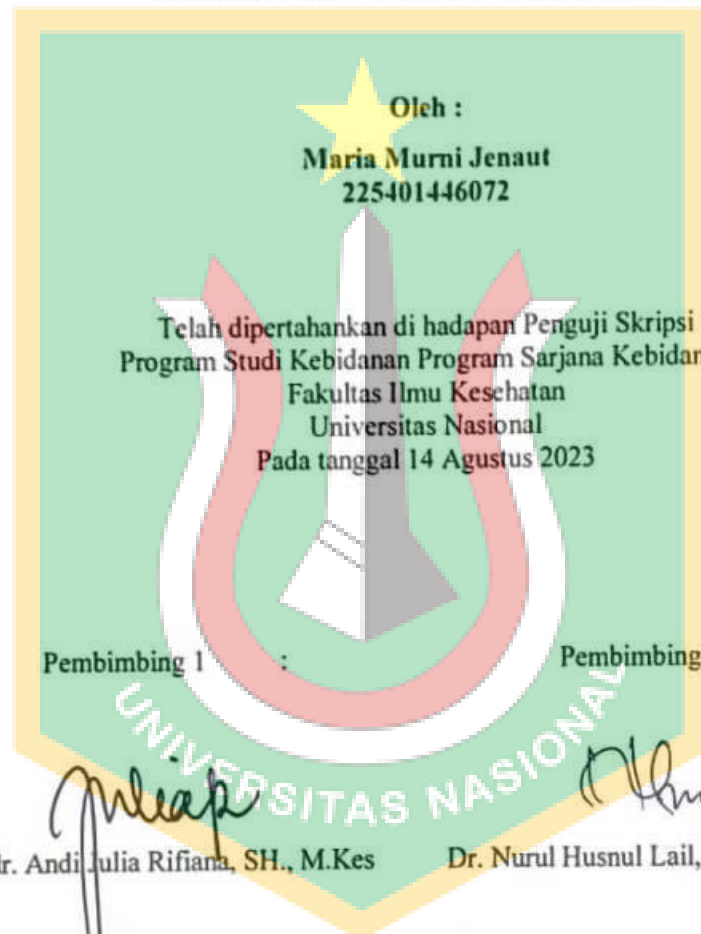 Oleh :
Maria Murni Jenaut
225401446072
Telah dipertahankan di hadapan Penguji Skripsi
Program Studi Kebidanan Program Sarjana Kebidan
Fakultas Ilmu Kesehatan
Universitas Nasional
Pada tanggal 14 Agustus 2023
Pembimbing 1 : Pembimbing
UNIVERSITAS NASIONAL
r. Andi Julia Rifiana, SH., M.Kes Dr. Nurul Husnul Lail,